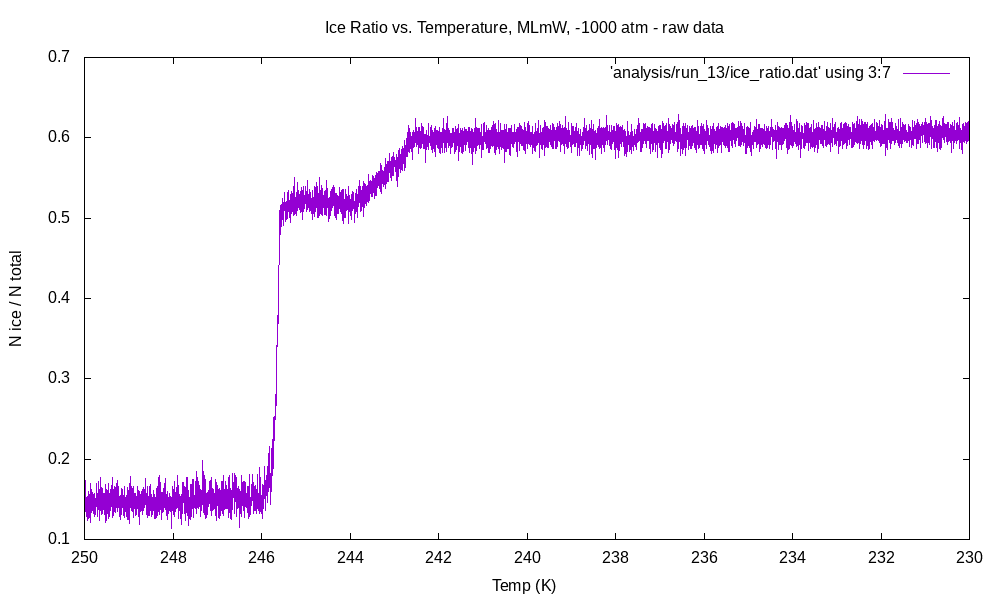 Ice Ratio vs. Temperature, MLmW, -1000 atm - raw data
'analysis/run_13/ice_ratio.dat' using 3:7
N ice / N total
0.7
0.6
0.5
0.4
0.3
0.2
0.1
250 248 246 244 242 240 238 236 234 232 230
Temp (K)